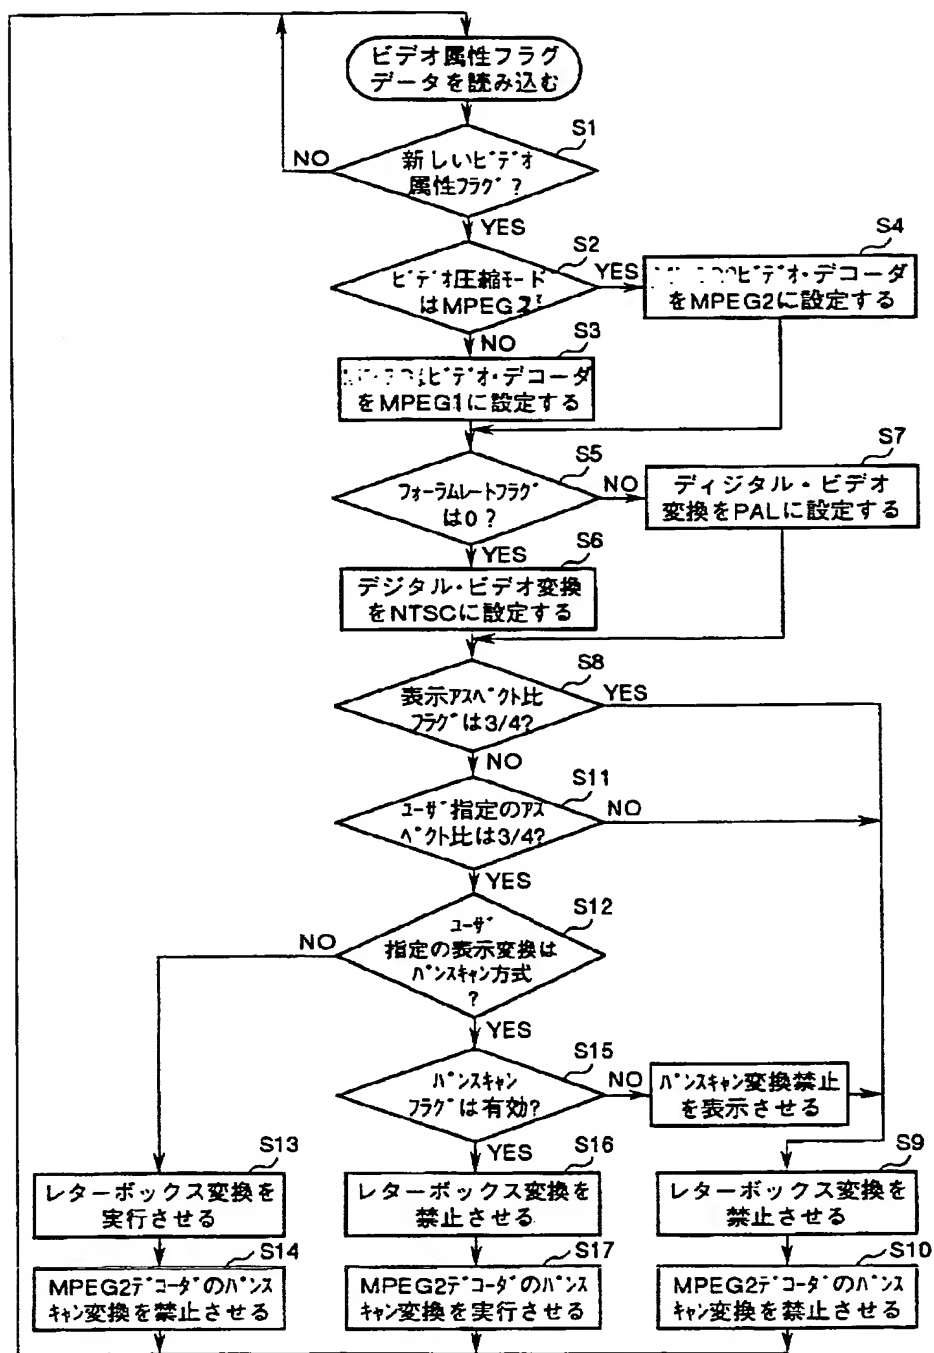 ビデオ属性フラグ
データを読み込む
S1
NO
新しいビデオ
属性フラグ?
YES
S2
ビデオ圧縮モード
はMPEG2?
YES
S4
ビデオ・デコーダ
をMPEG2に設定する
NO
S3
ビデオ・デコーダ
をMPEG1に設定する
S5
フォーラムレートフラグ
は0?
NO
S7
ディジタル・ビデオ
変換をPALに設定する
YES
S6
デジタル・ビデオ変換
をNTSCに設定する
S8
表示アスペクト比
フラグは3/4?
YES
NO
S11
ユーザ指定のアス
ペクト比は3/4?
NO
YES
S12
ユーザ
指定の表示変換は
パンスキャン方式
?
NO
YES
S15
パンスキャン
フラグは有効?
NO
パンスキャン変換禁止
を表示させる
YES
S13
レターボックス変換を
実行させる
S16
レターボックス変換を
禁止させる
S9
レターボックス変換を
禁止させる
S14
MPEG2デコーダのパンス
キャン変換を禁止させる
S17
MPEG2デコーダのパンス
キャン変換を実行させる
S10
MPEG2デコーダのパンス
キャン変換を禁止させる